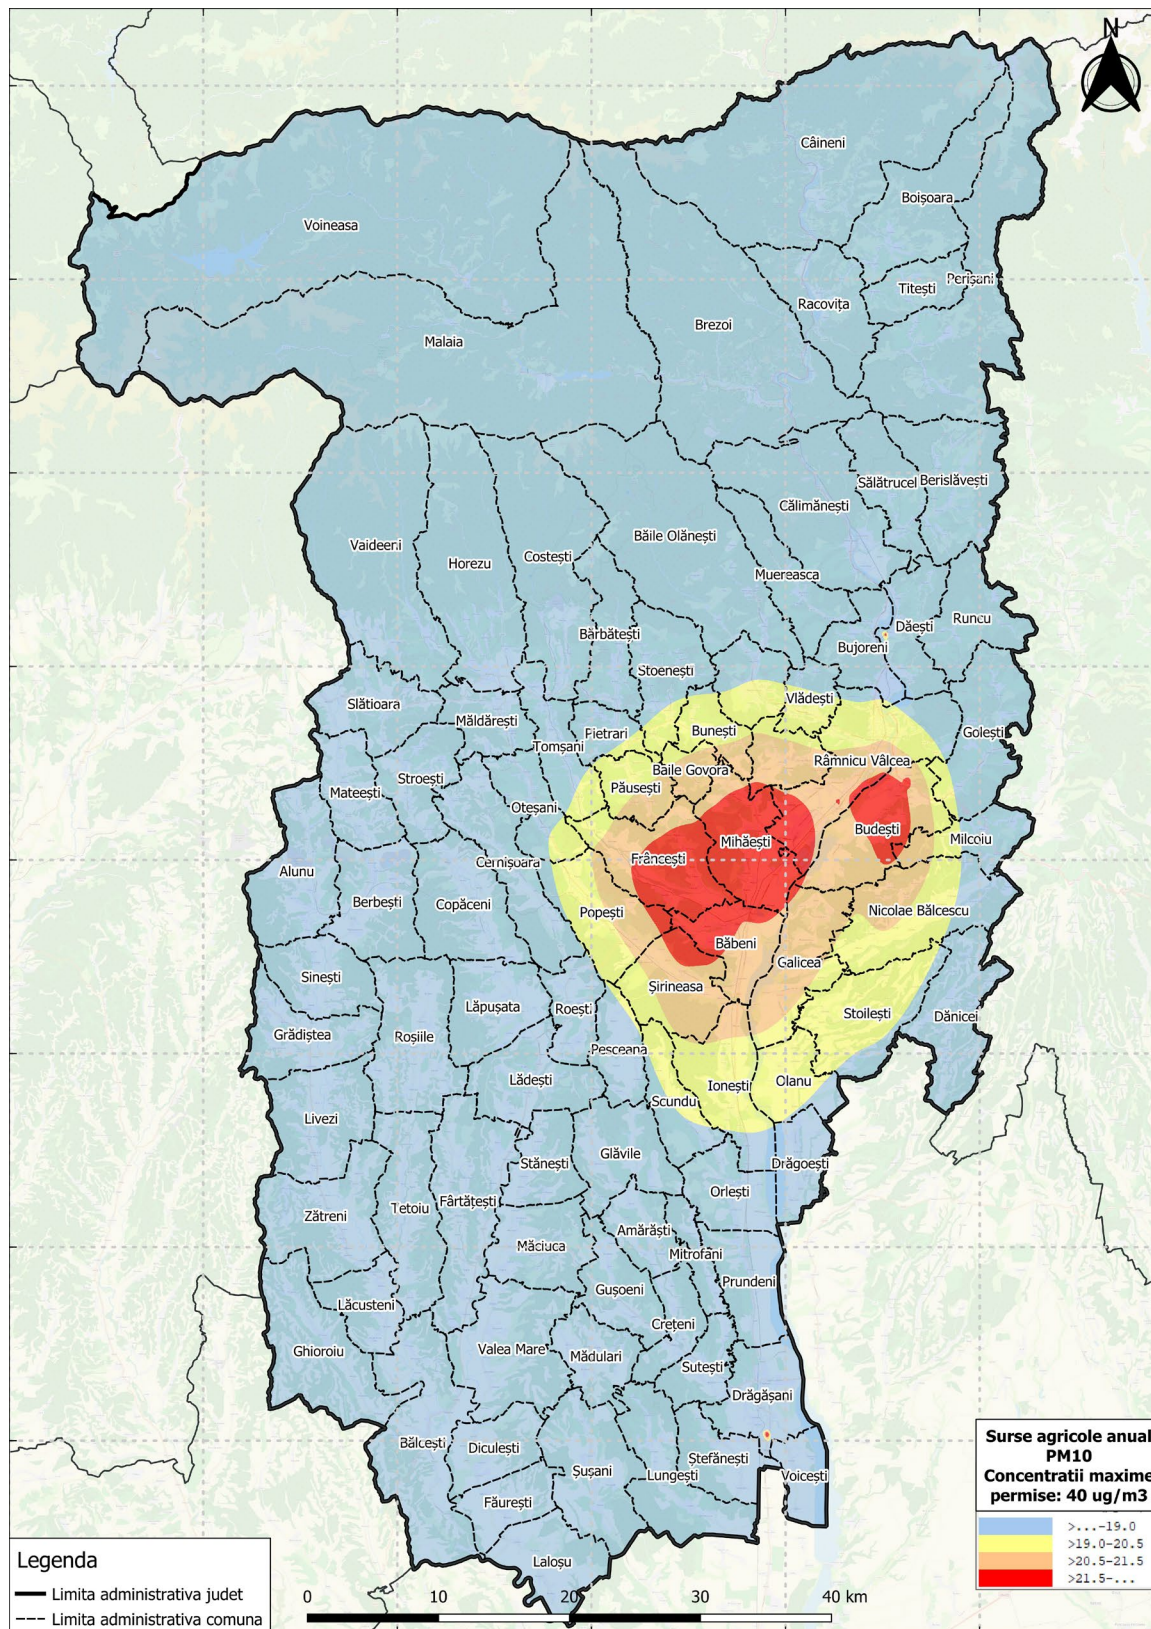 N
Câineni
Boișoara
Voineasa
Perișani
Titești
Racovița
Brezoi
Malaia
Sălătrucel
Berislăvești
Călimănești
Băile Olănești
Vaideeni
Costești
Horezu
Muereasca
Runcu
Dăești
Bărbătești
Bujoreni
Stoenești
Vlădești
Slătioara
Măldărești
Bunești
Fietrari
Golești
Tomșani
Râmnicu Vâlcea
Băile Govora
Stroești
Păusești
Mateești
Oteșani
Budești
Mihăești
Milcoiu
Frâncești
Cernișoara
Alunu
Berbești
Copăceni
Popești
Nicolae Bălcescu
Băbeni
Galicea
Sinești
Șirineasa
Lăpușata
Roești
Stoilești
Dănicei
Grădiștea
Roșiile
Pesceana
Lădești
Olanu
Ionești
Scundu
Livezi
Glăvile
Stănești
Drăgoești
Orlești
Fârtățești
Tetoiu
Zătreni
Amărăști
Măciuca
Mitrofani
Prundeni
Gușoeni
Lăcusteni
Crețeni
Valea Mare
Ghioroiu
Mădulari
Sutești
Drăgășani
Bălcești
Diculești
Ștefănești
Șușani
Lungești
Voicești
Făurești
Laloșu
Surse agricole anual
PM10
Concentratii maxime
permise: 40 ug/m3
>...-19.0
>19.0-20.5
>20.5-21.5
>21.5-...
Legenda
Limita administrativa judet
Limita administrativa comuna
0 10 20 30 40 km